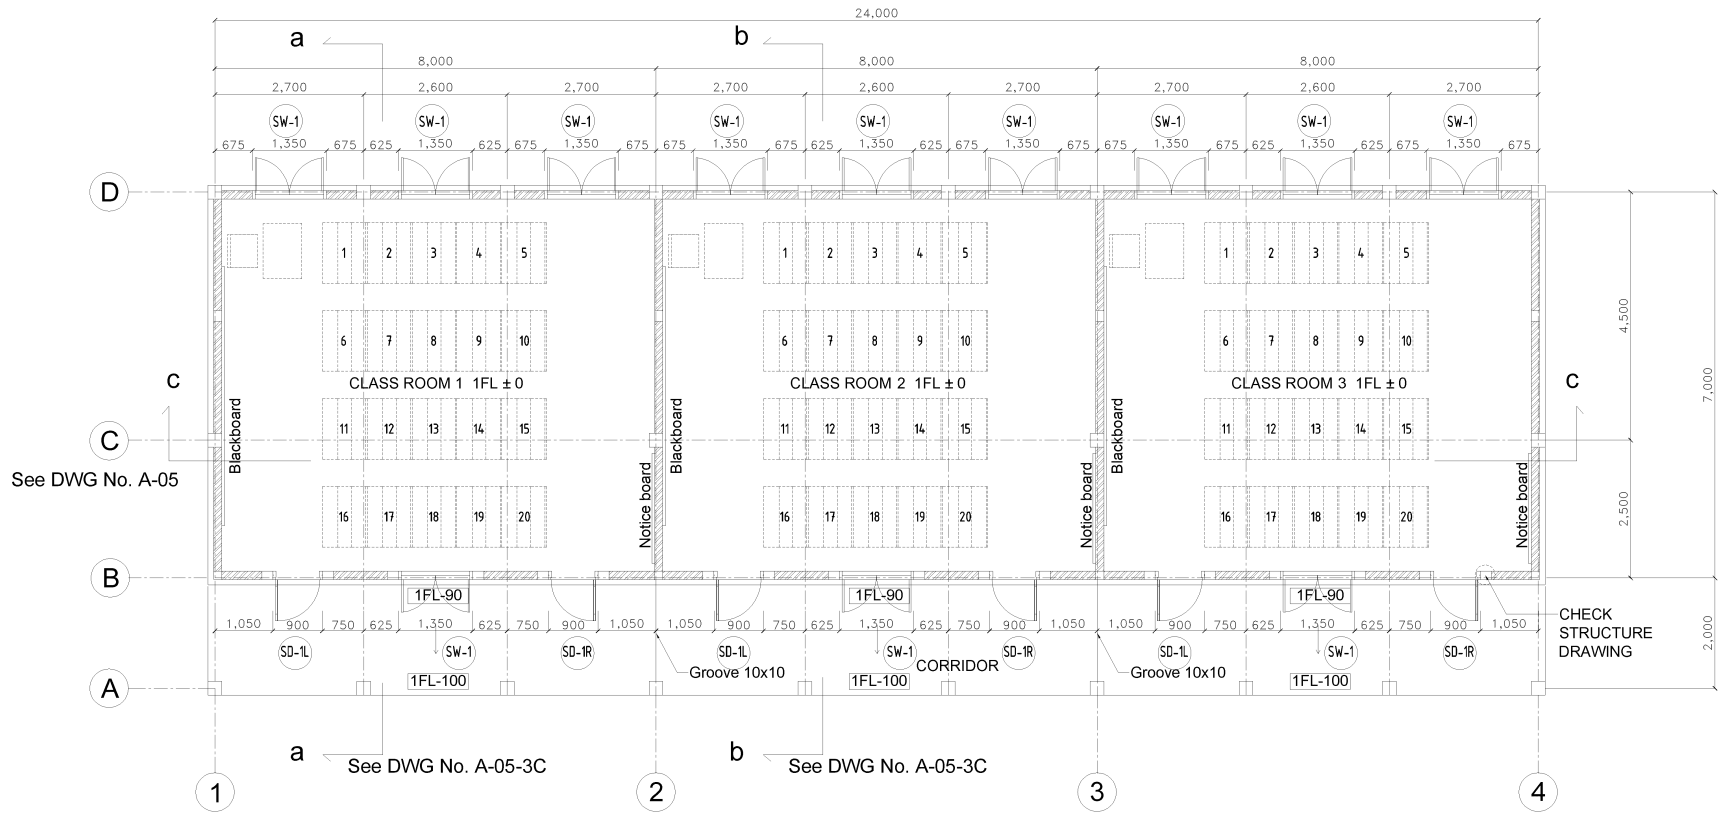 24,000
a
b
8,000
8,000
8,000
2,700
2,600
2,700
2,700
2,600
2,700
2,700
2,600
2,700
SW-1
SW-1
SW-1
SW-1
SW-1
SW-1
SW-1
SW-1
SW-1
675
1,350
675
625
1,350
625
675
1,350
675
675
1,350
675
625
1,350
625
675
1,350
675
675
1,350
675
625
1,350
625
675
1,350
675
D
1
2
3
4
5
1
2
3
4
5
1
2
3
4
5
4,500
6
7
8
9
10
6
7
8
9
10
6
7
8
9
10
c
CLASS ROOM 1 1FL ± 0
CLASS ROOM 2 1FL ± 0
CLASS ROOM 3 1FL ± 0
c
7,000
11
12
13
14
15
11
12
13
14
15
11
12
13
14
15
C
Blackboard
Blackboard
Blackboard
See DWG No. A-05
Notice board
Notice board
Notice board
2,500
16
17
18
19
20
16
17
18
19
20
16
17
18
19
20
B
1FL-90
1FL-90
1FL-90
CHECK
STRUCTURE
DRAWING
1,050
900
750
625
1,350
625
750
900
1,050
1,050
900
750
625
1,350
625
750
900
1,050
1,050
900
750
625
1,350
625
750
900
1,050
2,000
SD-1L
SW-1
SD-1R
SD-1L
SW-1
SD-1R
SD-1L
SW-1
SD-1R
CORRIDOR
Groove 10x10
Groove 10x10
A
1FL-100
1FL-100
1FL-100
a
b
See DWG No. A-05-3C
See DWG No. A-05-3C
1
2
3
4